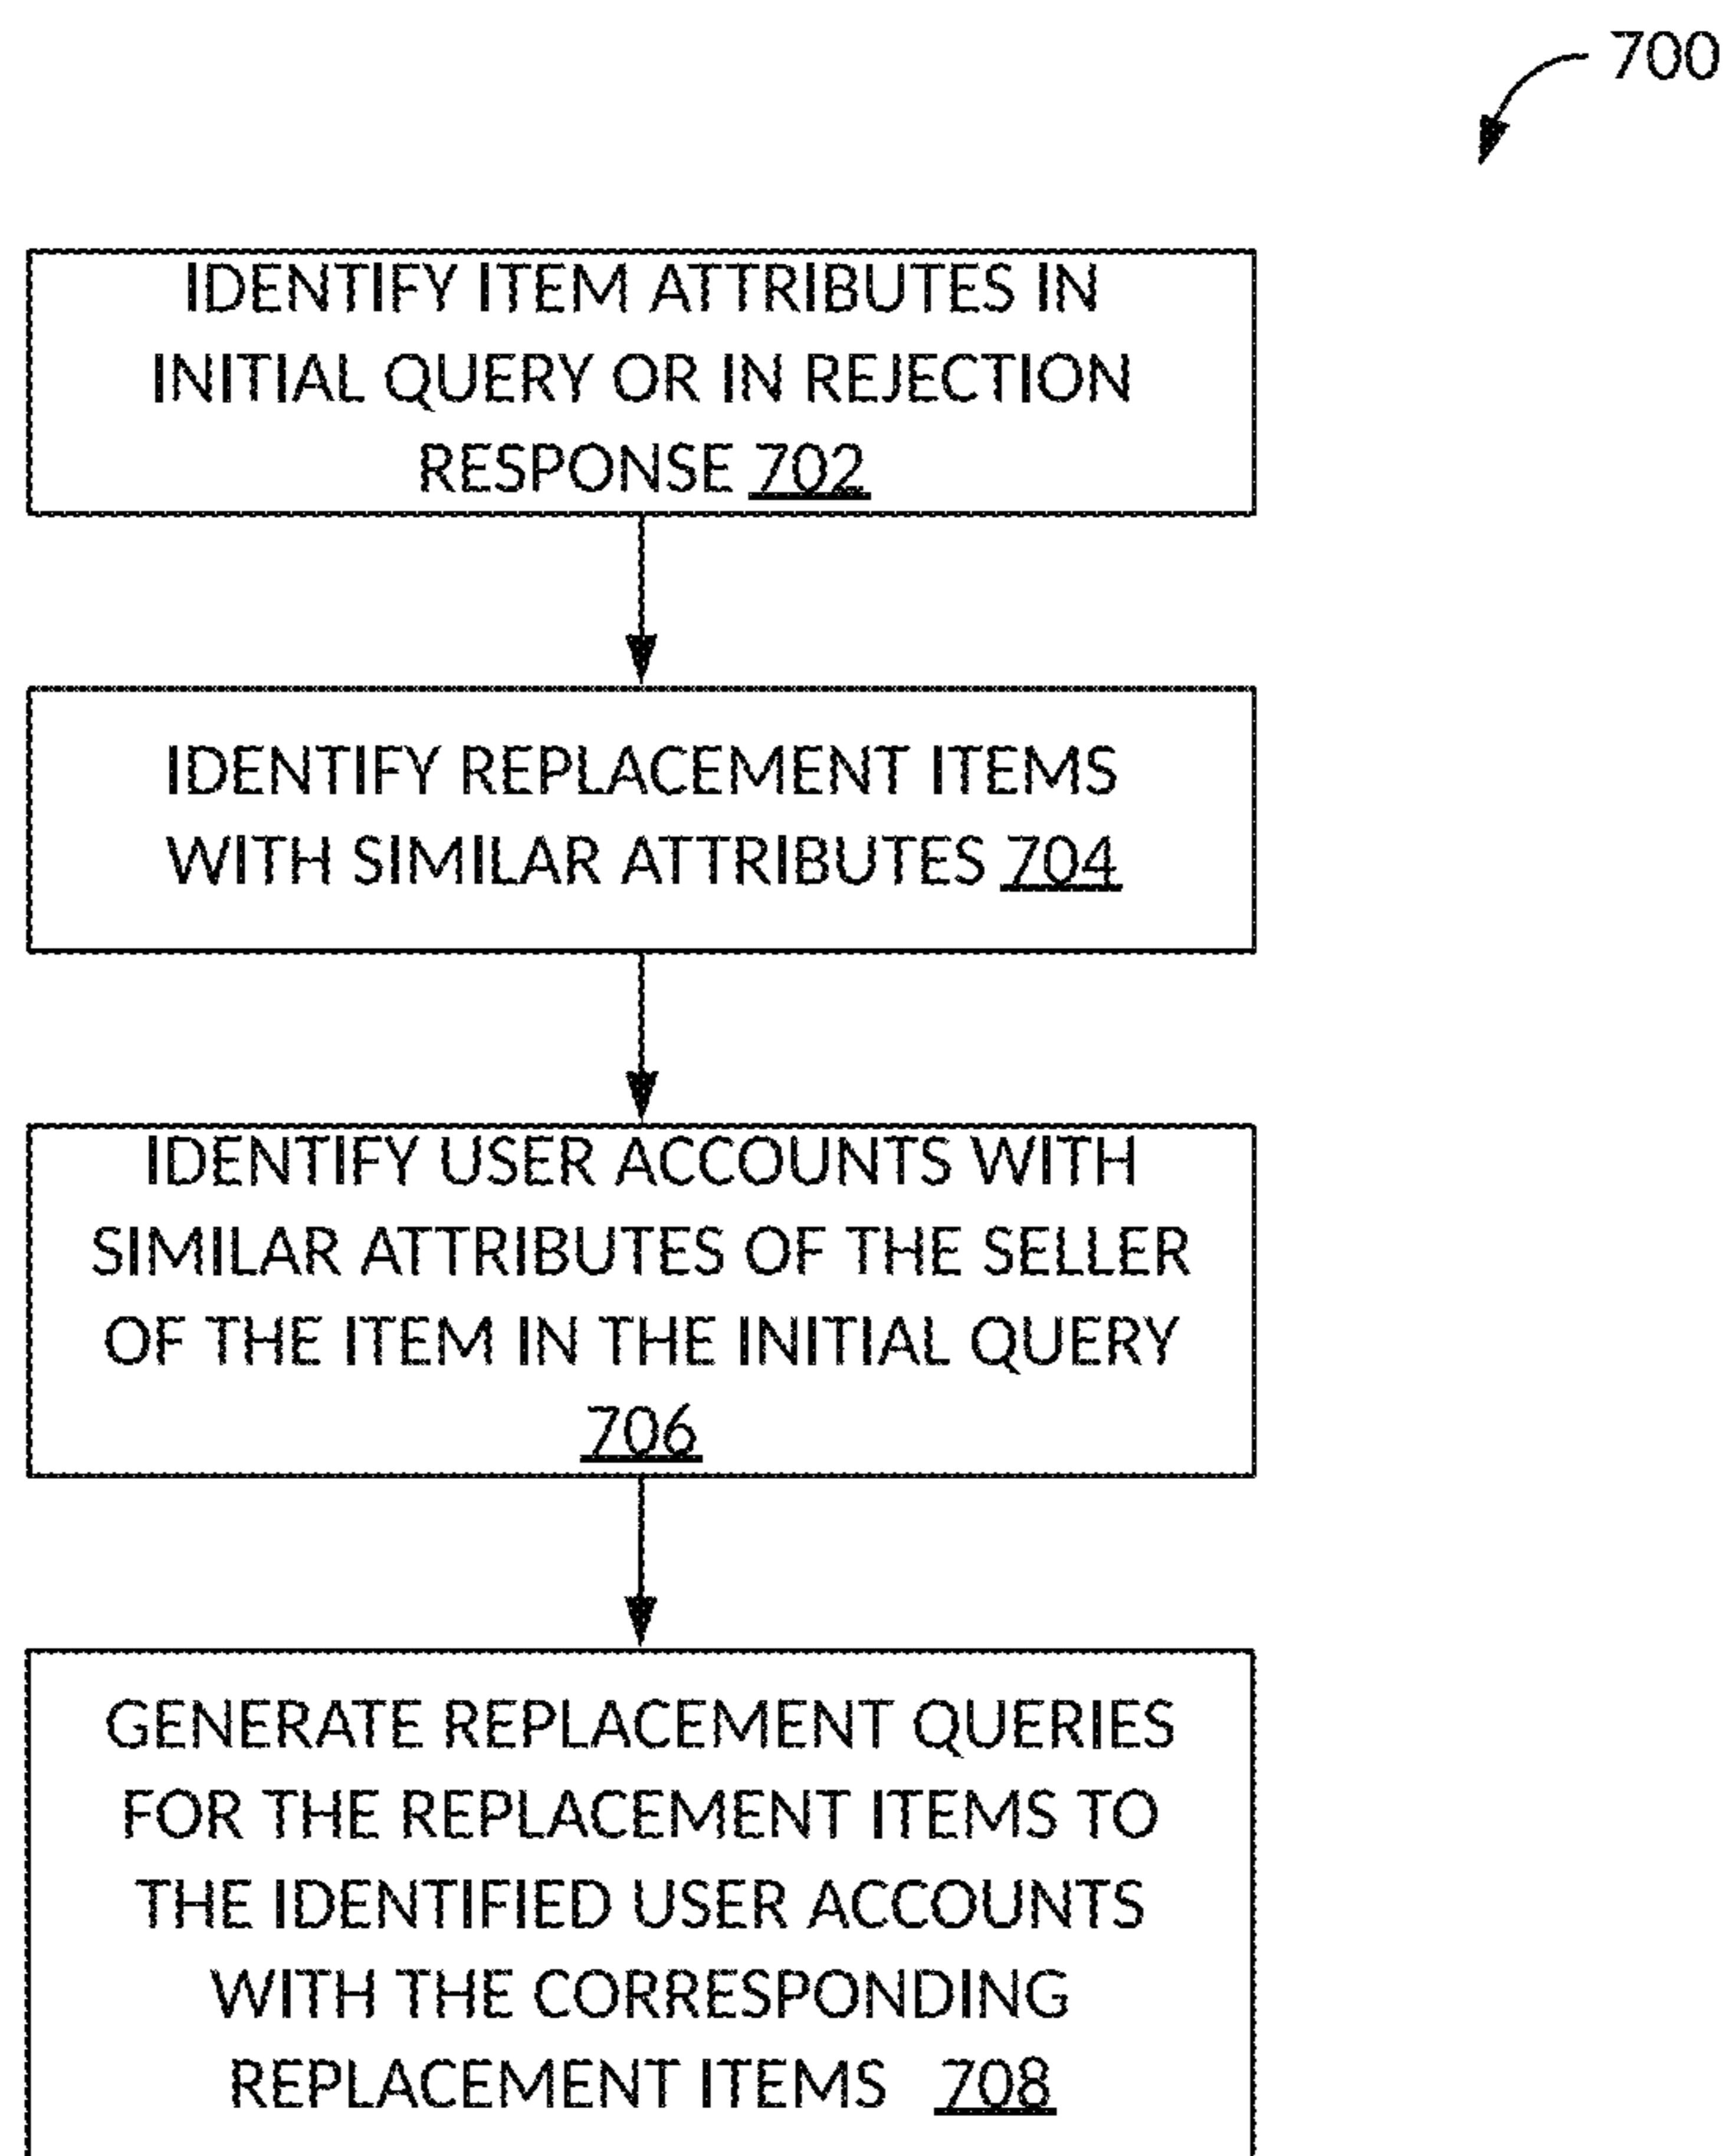 700
IDENTIFY ITEM ATTRIBUTES IN
INITIAL QUERY OR IN REJECTION
RESPONSE 702
IDENTIFY REPLACEMENT ITEMS
WITH SIMILAR ATTRIBUTES 704
IDENTIFY USER ACCOUNTS WITH
SIMILAR ATTRIBUTES OF THE SELLER
OF THE ITEM IN THE INITIAL QUERY
706
GENERATE REPLACEMENT QUERIES
FOR THE REPLACEMENT ITEMS TO
THE IDENTIFIED USER ACCOUNTS
WITH THE CORRESPONDING
REPLACEMENT ITEMS 708